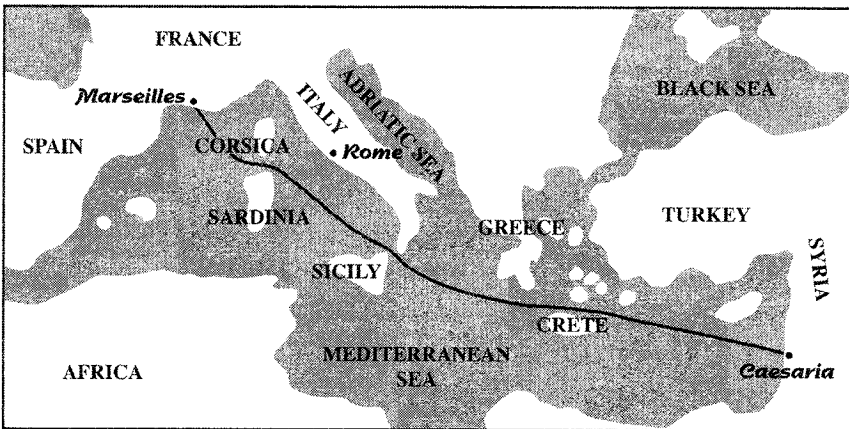 FRANCE
Marseilles
ITALY
ADRIATIC SEA
BLACK SEA
SPAIN
CORSICA
Rome
SARDINIA
GREECE
TURKEY
SYRIA
SICILY
CRETE
MEDITERRANEAN
SEA
AFRICA
Caesaria